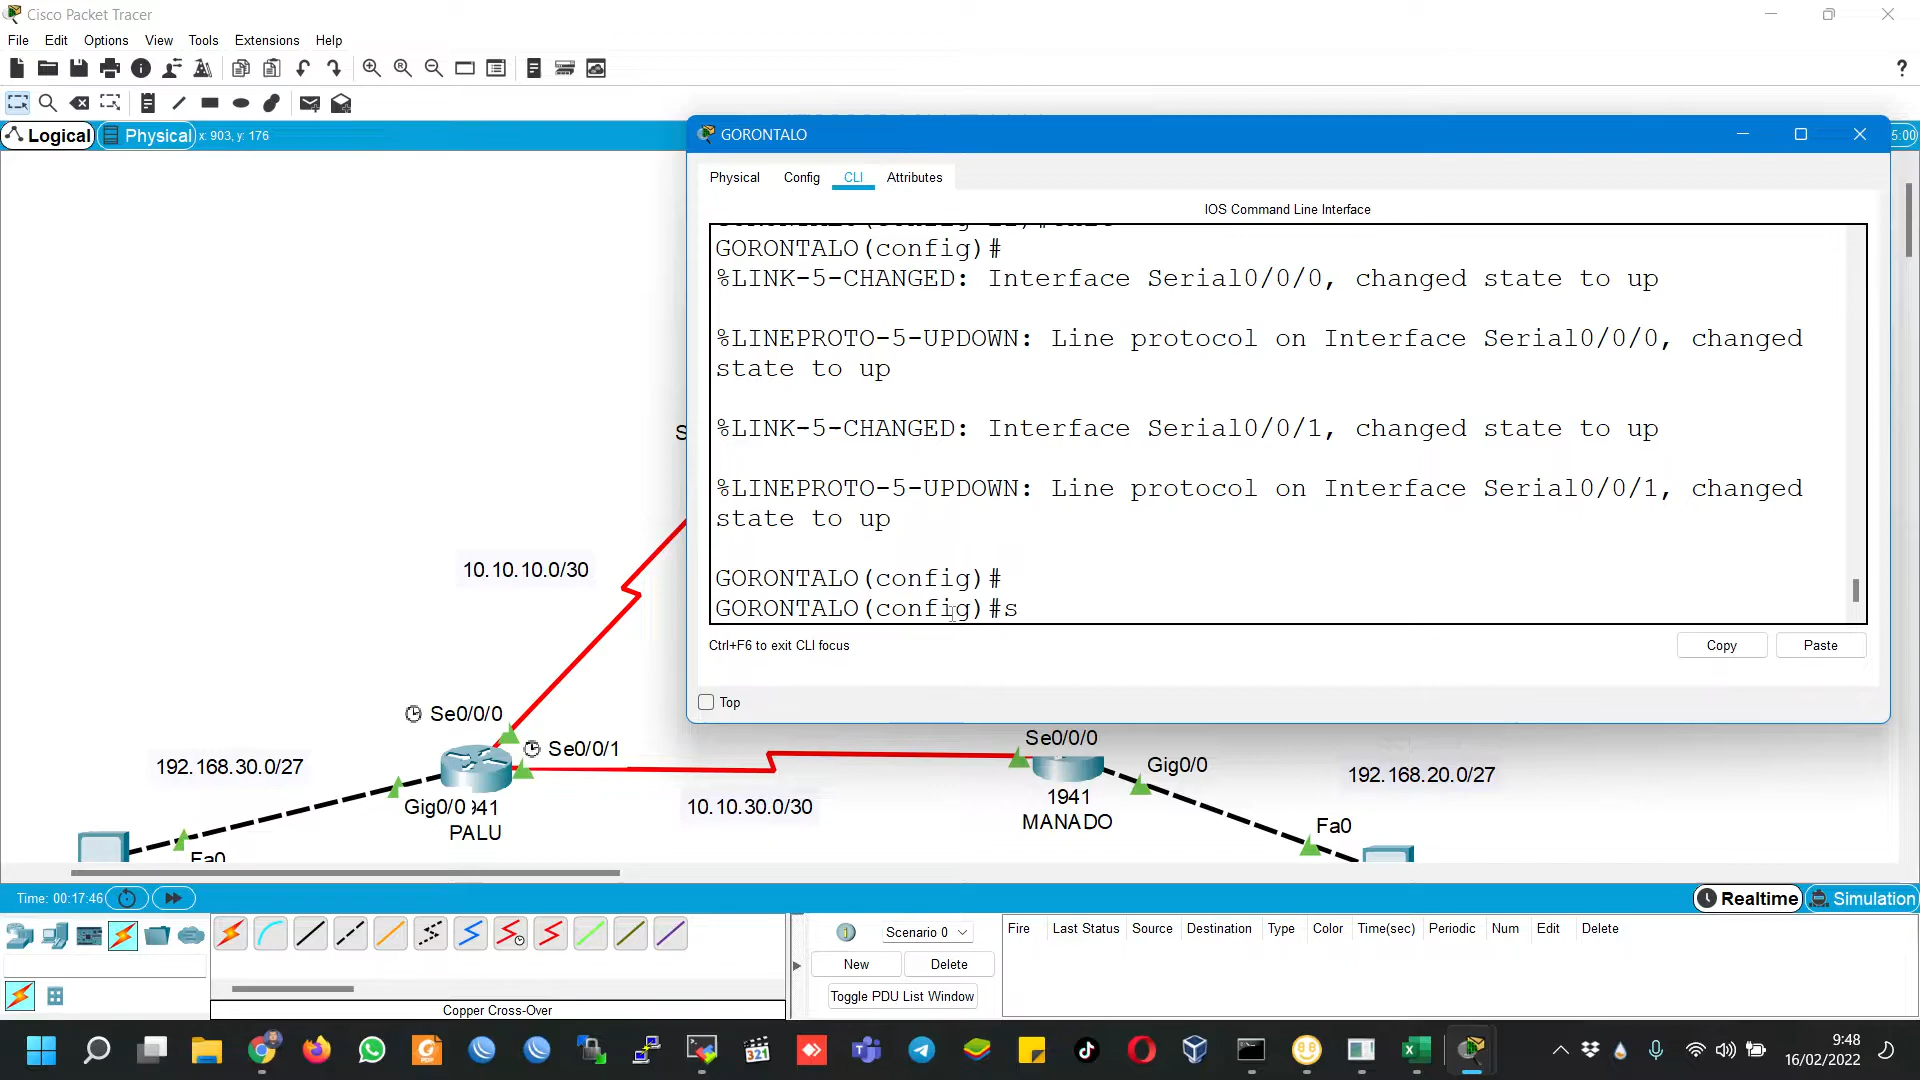 Cisco Packet Tracer
File Edit Options View Tools Extensions Help
Logical Physical x: 903, y: 176
5:00
GORONTALO
Physical Config CLI Attributes
IOS Command Line Interface
GORONTALO(config)#
%LINK-5-CHANGED: Interface Serial0/0/0, changed state to up
%LINEPROTO-5-UPDOWN: Line protocol on Interface Serial0/0/0, changed
state to up
%LINK-5-CHANGED: Interface Serial0/0/1, changed state to up
%LINEPROTO-5-UPDOWN: Line protocol on Interface Serial0/0/1, changed
state to up
GORONTALO(config)#
GORONTALO(config)#s
Ctrl+F6 to exit CLI focus
Copy Paste
Top
S
10.10.10.0/30
Se0/0/0
Se0/0/1
192.168.30.0/27
Gig0/0
941
PALU
10.10.30.0/30
Se0/0/0
Gig0/0
1941
MANADO
192.168.20.0/27
Fa0
Fa0
Time: 00:17:46
Realtime Simulation
Scenario 0
New Delete
Toggle PDU List Window
Fire Last Status Source Destination Type Color Time(sec) Periodic Num Edit Delete
Copper Cross-Over
321
9:48
16/02/2022